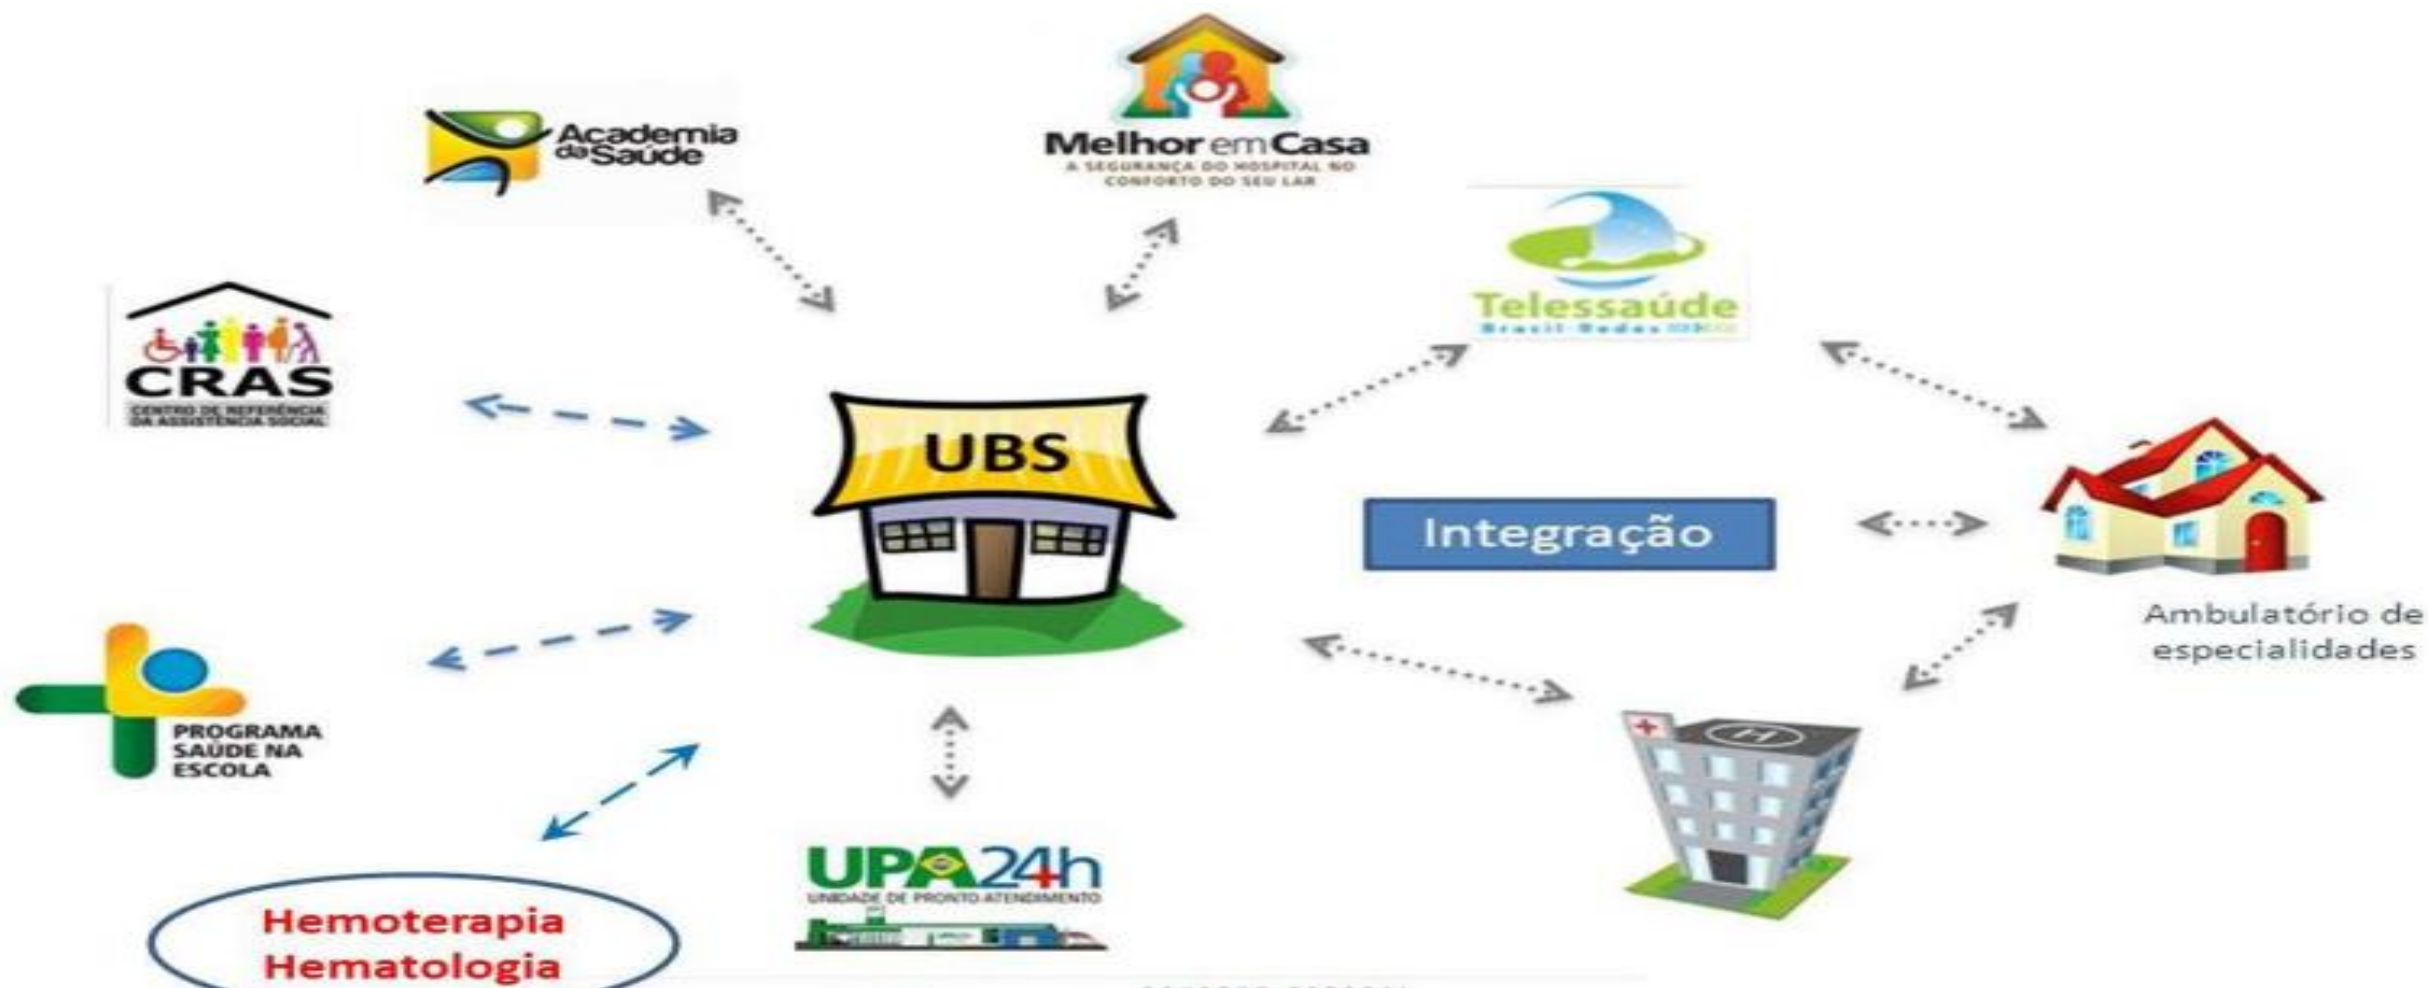 Academia
da Saúde
Melhor em Casa
A SEGURANÇA DO HOSPITAL NO
CONFORTO DO SEU LAR
Telessaúde
Brasil Redes
CRAS
CENTRO DE REFERÊNCIA
DA ASSISTÊNCIA SOCIAL
UBS
Integração
Ambulatório de
especialidades
PROGRAMA
SAÚDE NA
ESCOLA
H
UPA24h
UNIDADE DE PRONTO ATENDIMENTO
Hemoterapia
Hematologia